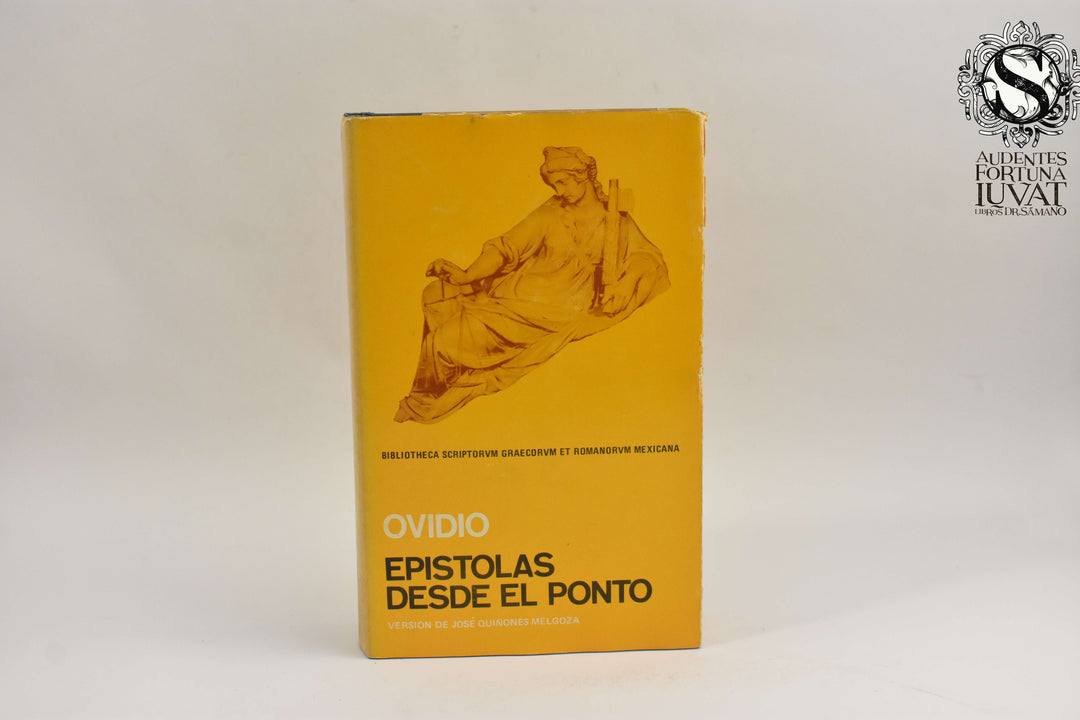 BIBLIOTHECA SCRIPTORVM GRAECORVM ET ROMANORVM MEXICANA
OVIDIO
EPISTOLAS
DESDE EL PONTO
VERSION DE JOSÉ QUIÑONES MELGOZA
S
AUDENTES
FORTUNA
IUVAT
LIBROS DR. SÁMANO